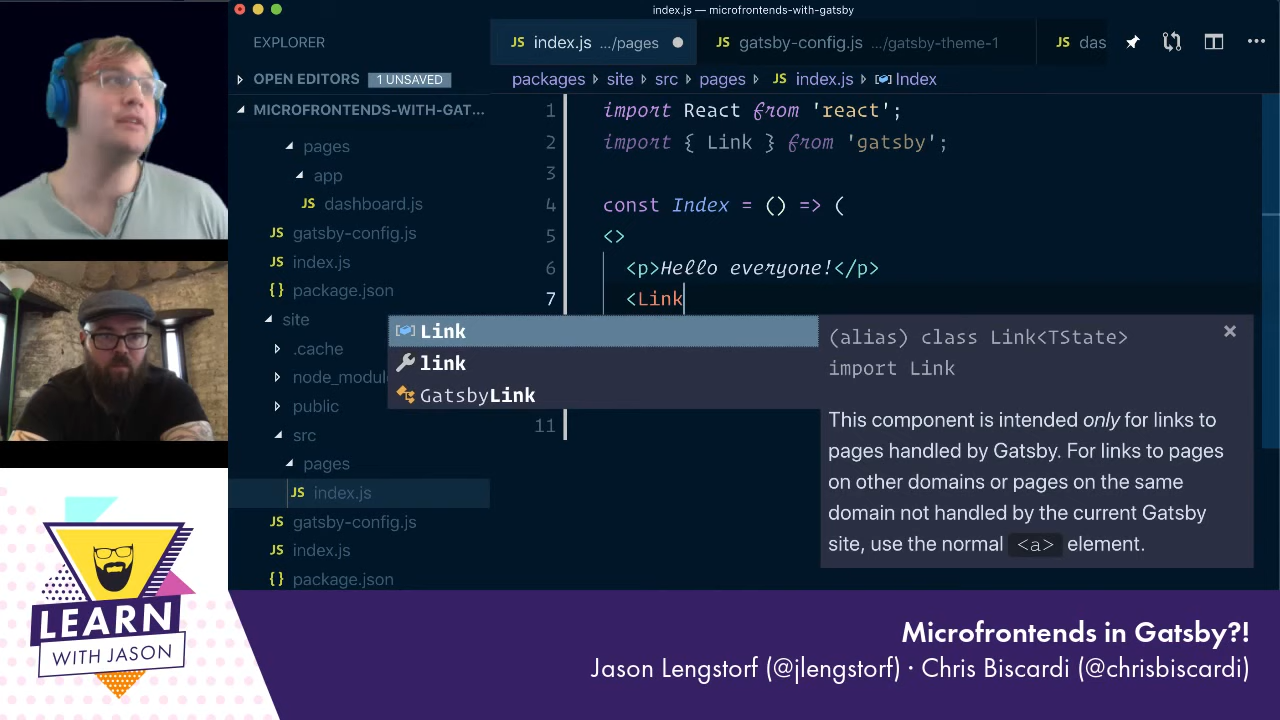 index.js — microfrontends-with-gatsby
EXPLORER
JS index.js .../pages
JS gatsby-config.js .../gatsby-theme-1
JS das
OPEN EDITORS 1 UNSAVED
packages site src pages JS index.js Index
MICROFRONTENDS-WITH-GAT...
pages
app
JS dashboard.js
JS gatsby-config.js
JS index.js
{} package.json
site
.cache
node_modul
public
src
pages
JS index.js
JS gatsby-config.js
JS index.js
{} package.json
1 import React from 'react';
2 import { Link } from 'gatsby';
3
4 const Index = () => (
5 <>
6 <p>Hello everyone!</p>
7 <Link
11
Link
link
GatsbyLink
(alias) class Link<TState>
import Link
This component is intended only for links to
pages handled by Gatsby. For links to pages
on other domains or pages on the same
domain not handled by the current Gatsby
site, use the normal <a> element.
LEARN
WITH JASON
Microfrontends in Gatsby?!
Jason Lengstorf (@jlengstorf) · Chris Biscardi (@chrisbiscardi)